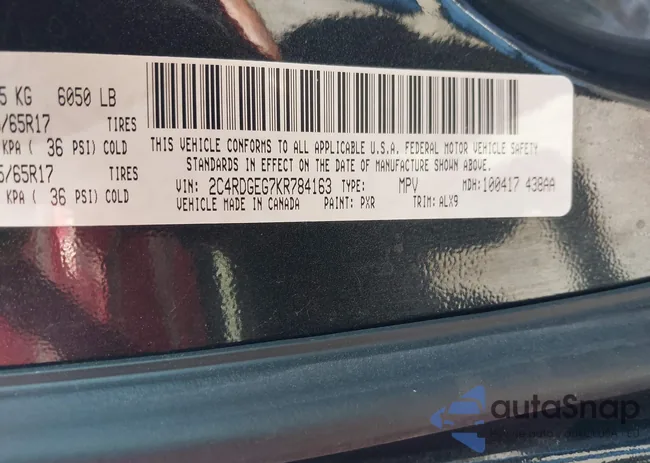 5 KG 6050 LB
/65R17 TIRES
KPA ( 36 PSI) COLD
5/65R17 TIRES
KPA ( 36 PSI) COLD
THIS VEHICLE CONFORMS TO ALL APPLICABLE U.S.A. FEDERAL MOTOR VEHICLE SAFETY
STANDARDS IN EFFECT ON THE DATE OF MANUFACTURE SHOWN ABOVE.
VIN: 2C4RDGEG7KR784163 TYPE: MPV MDH: 100417 438AA
VEHICLE MADE IN CANADA PAINT: PXR TRIM: ALX9
autaSnap